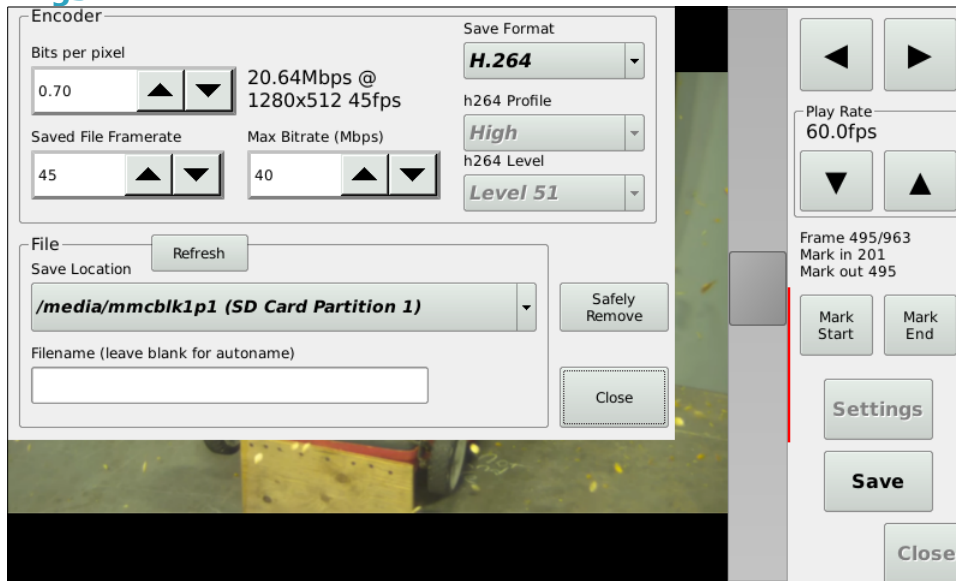 Encoder
Bits per pixel
0.70
20.64Mbps @
1280x512 45fps
Saved File Framerate
45
Max Bitrate (Mbps)
40
Save Format
H.264
h264 Profile
High
h264 Level
Level 51
File
Refresh
Save Location
/media/mmcblk1p1 (SD Card Partition 1)
Safely
Remove
Filename (leave blank for autoname)
Close
Play Rate
60.0fps
Frame 495/963
Mark in 201
Mark out 495
Mark
Start
Mark
End
Settings
Save
Close